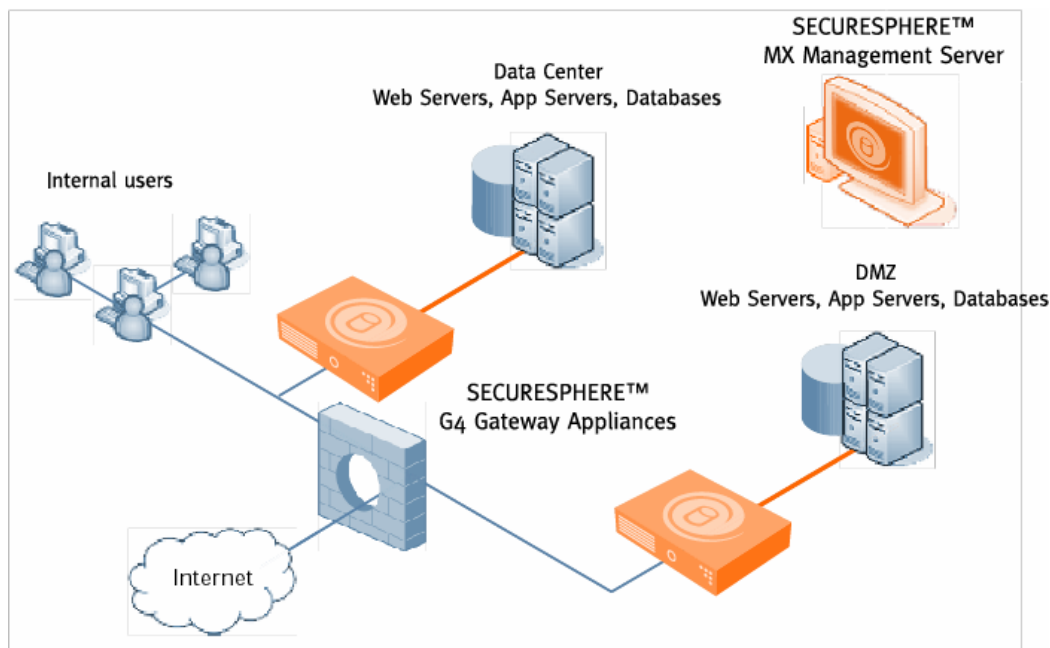 SECURESPHERE™
MX Management Server
Data Center
Web Servers, App Servers, Databases
Internal users
DMZ
Web Servers, App Servers, Databases
SECURESPHERE™
G4 Gateway Appliances
Internet